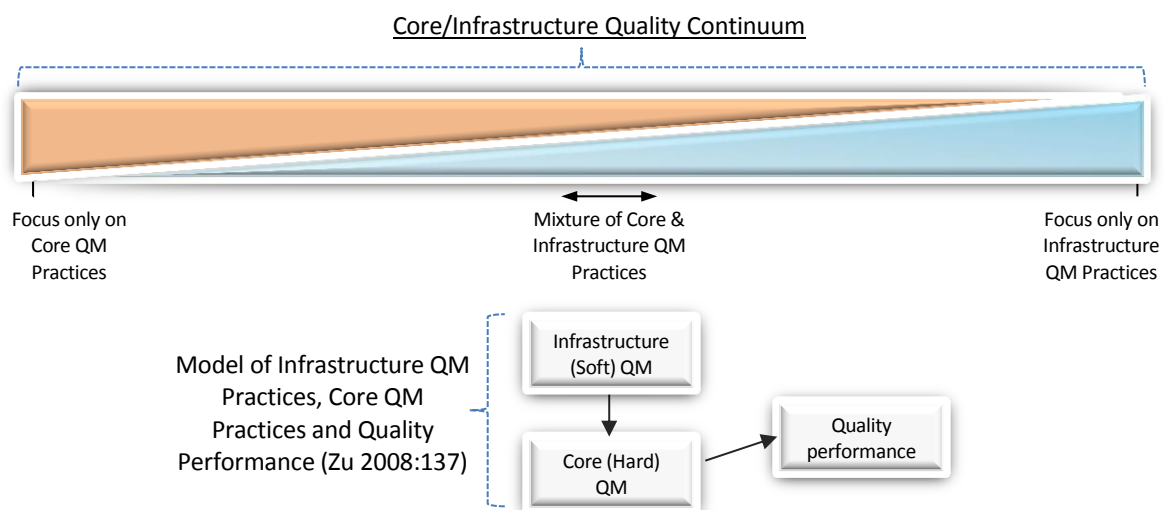 Core/Infrastructure Quality Continuum
Focus only on
Core QM
Practices
Mixture of Core &
Infrastructure QM
Practices
Focus only on
Infrastructure
QM Practices
Model of Infrastructure QM
Practices, Core QM
Practices and Quality
Performance (Zu 2008:137)
Infrastructure
(Soft) QM
Core (Hard)
QM
Quality
performance